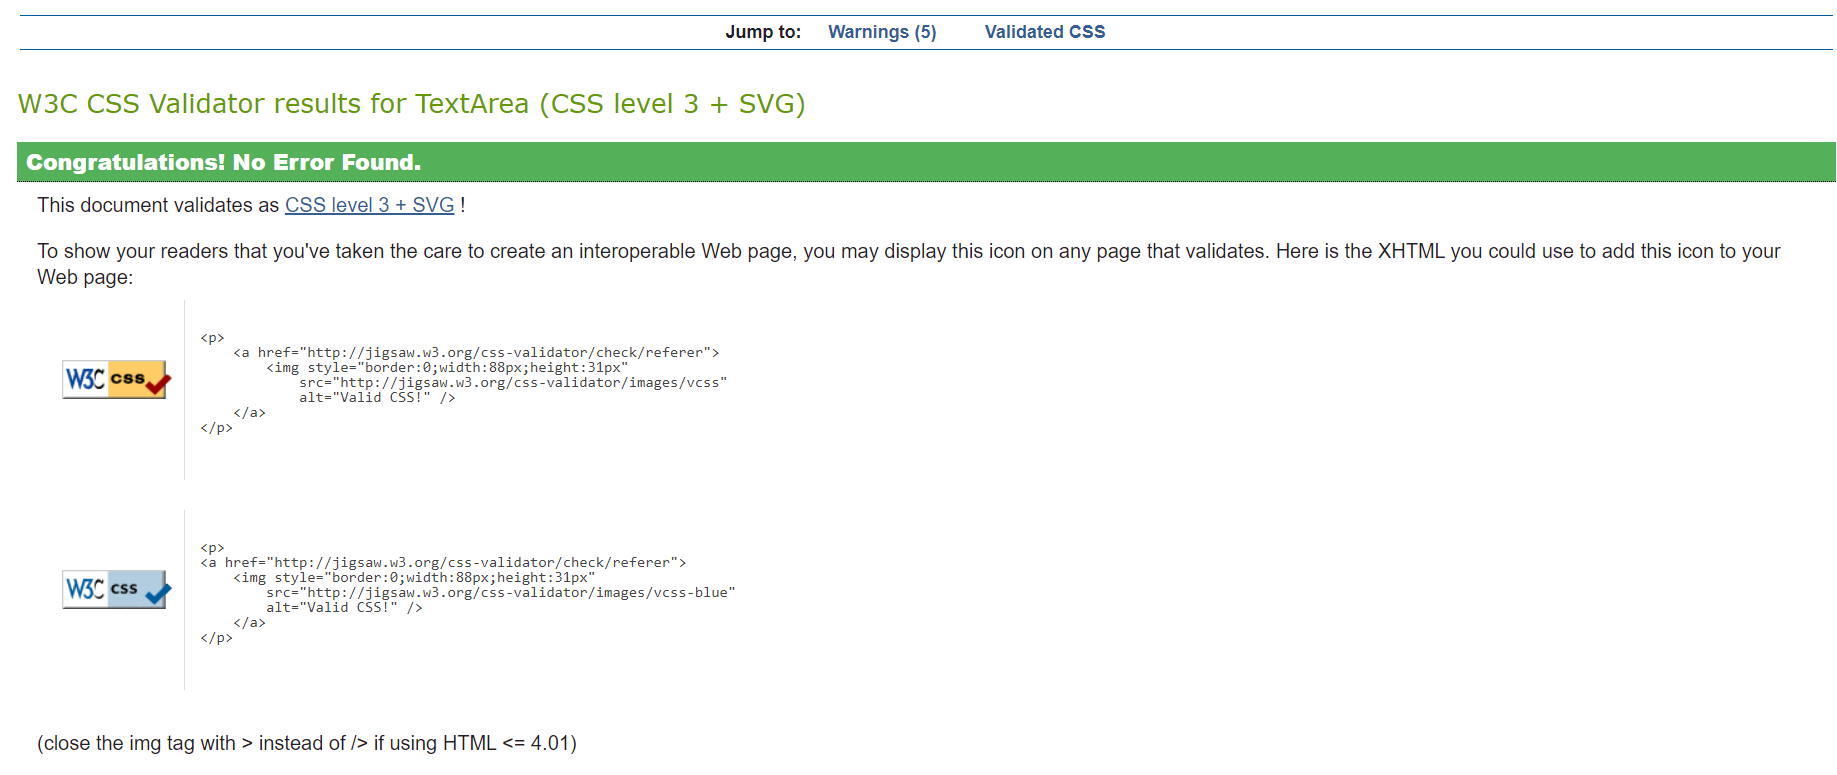 Jump to: Warnings (5) Validated CSS
W3C CSS Validator results for TextArea (CSS level 3 + SVG)
Congratulations! No Error Found.
This document validates as CSS level 3 + SVG !
To show your readers that you've taken the care to create an interoperable Web page, you may display this icon on any page that validates. Here is the XHTML you could use to add this icon to your
Web page:
<p>
    <a href="http://jigsaw.w3.org/css-validator/check/referer">
        <img style="border:0;width:88px;height:31px"
            src="http://jigsaw.w3.org/css-validator/images/vcss"
            alt="Valid CSS!" />
    </a>
</p>
W3C css
<p>
<a href="http://jigsaw.w3.org/css-validator/check/referer">
    <img style="border:0;width:88px;height:31px"
        src="http://jigsaw.w3.org/css-validator/images/vcss-blue"
        alt="Valid CSS!" />
    </a>
</p>
W3C css
(close the img tag with > instead of /> if using HTML <= 4.01)